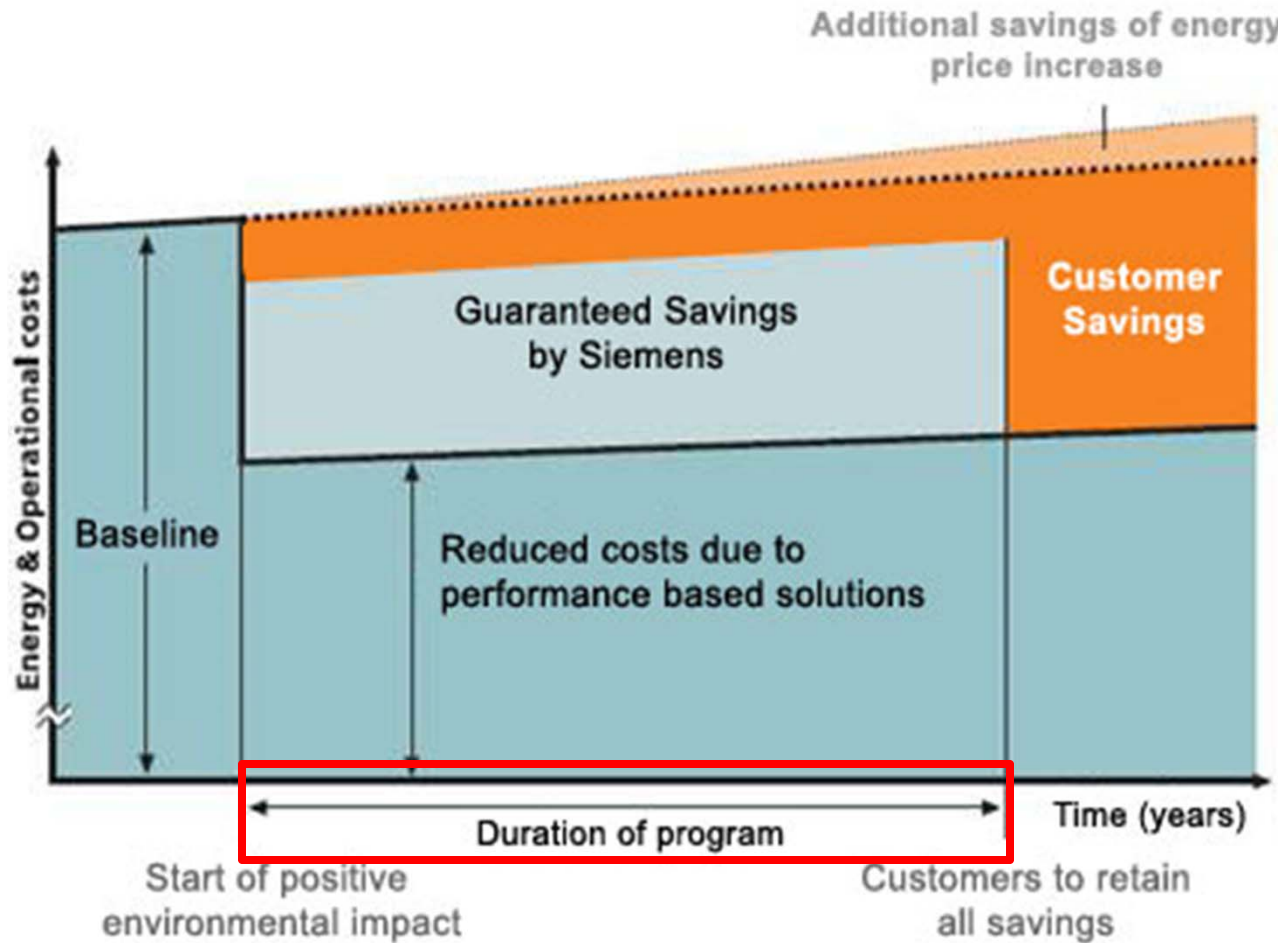 Additional savings of energy
price increase
Energy & Operational costs
Customer
Savings
Guaranteed Savings
by Siemens
Baseline
Reduced costs due to
performance based solutions
Time (years)
Duration of program
Start of positive
environmental impact
Customers to retain
all savings